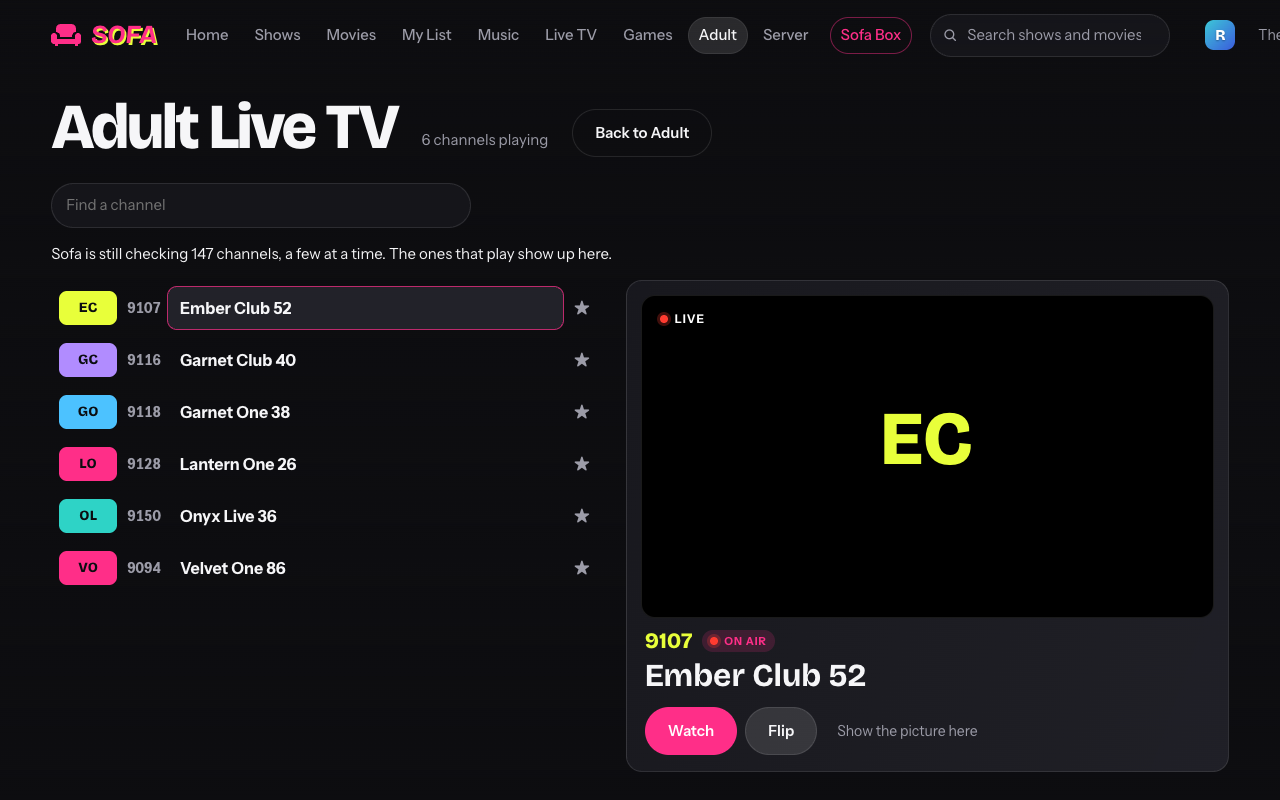 SOFA Home Shows Movies My List Music Live TV Games Adult Server Sofa Box Search shows and movies R The
Adult Live TV 6 channels playing Back to Adult
Find a channel
Sofa is still checking 147 channels, a few at a time. The ones that play show up here.
EC 9107 Ember Club 52
GC 9116 Garnet Club 40
GO 9118 Garnet One 38
LO 9128 Lantern One 26
OL 9150 Onyx Live 36
VO 9094 Velvet One 86
LIVE
EC
9107 ON AIR
Ember Club 52
Watch Flip Show the picture here